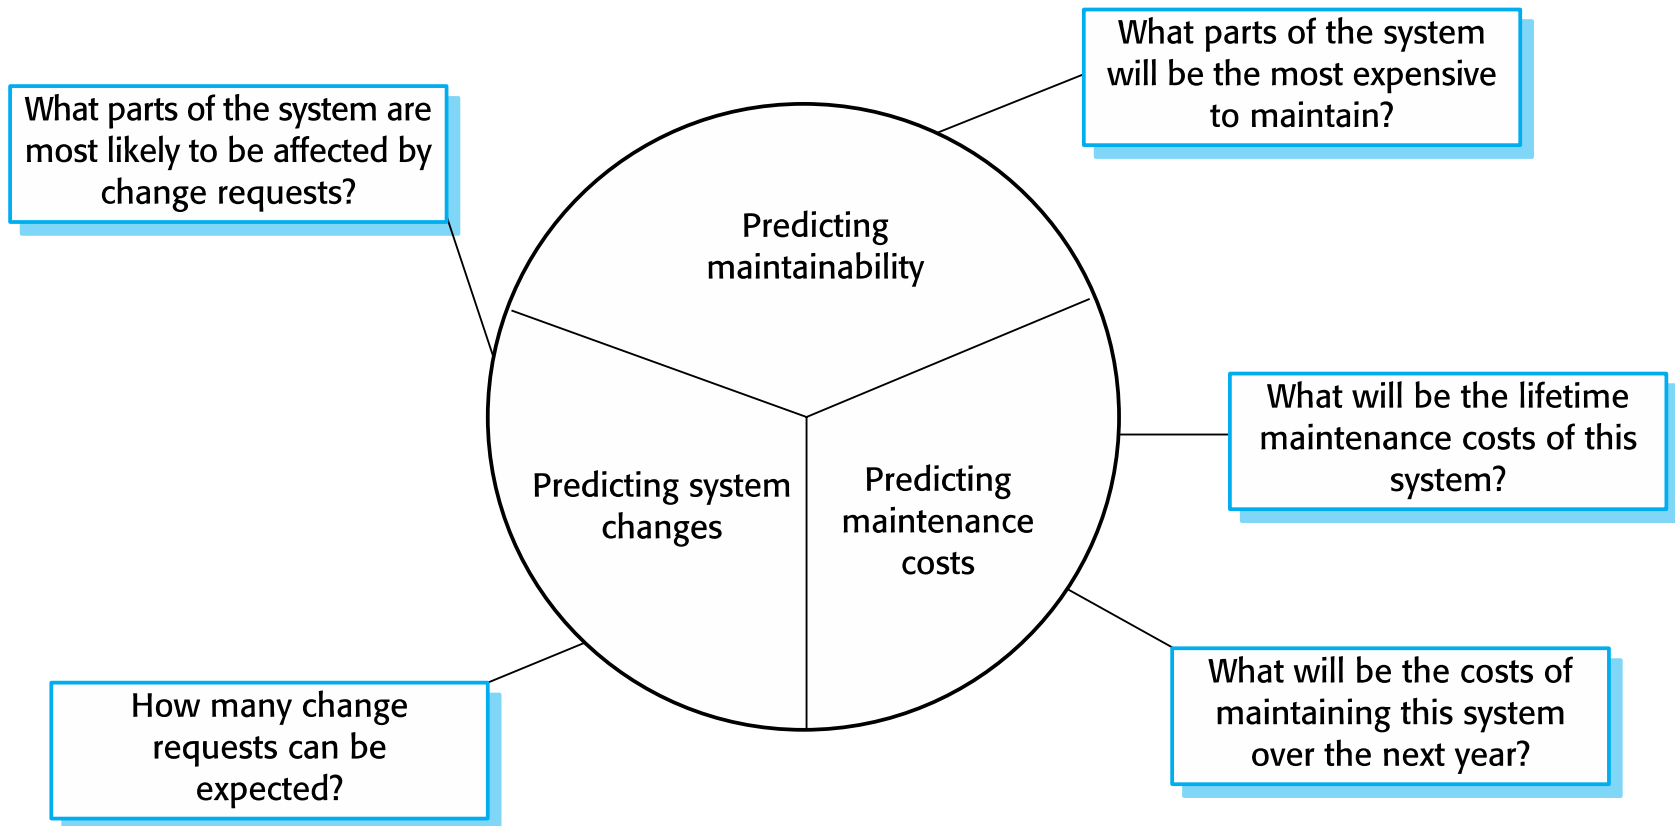 What parts of the system
will be the most expensive
to maintain?
What parts of the system are
most likely to be affected by
change requests?
Predicting
maintainability
What will be the lifetime
maintenance costs of this
system?
Predicting system
changes
Predicting
maintenance
costs
What will be the costs of
maintaining this system
over the next year?
How many change
requests can be
expected?